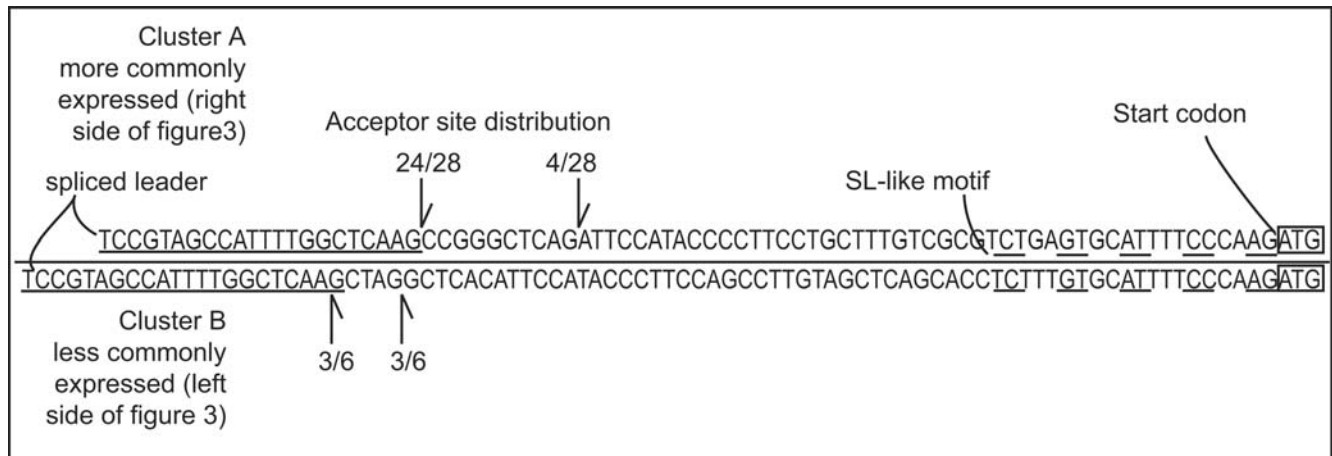 Cluster A
more commonly
expressed (right
side of figure3)
Acceptor site distribution
24/28
4/28
Start codon
spliced leader
SL-like motif
TCCGTAGCCATTTTGGCTCAAGCCGGGCTCAGATTCCATACCCCTTCCTGCTTTGTCGCGTCTGAGTGCATTTTCCCAAGATG
TCCGTAGCCATTTTGGCTCAAGCTAGGCTCACATTCCATACCCTTCCAGCCTTGTAGCTCAGCACCTCTTTGTGCATTTTCCCAAGATG
Cluster B
less commonly
expressed (left
side of figure 3)
3/6
3/6